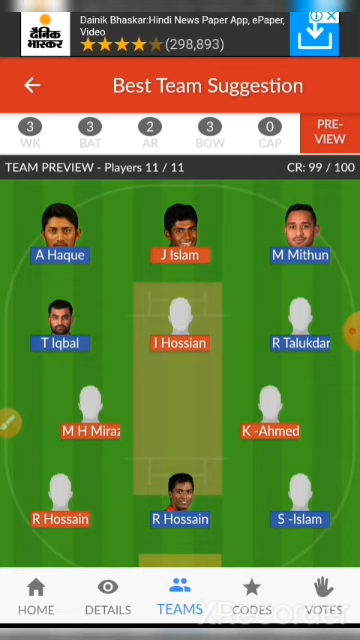 दैनिक
भास्कर
Dainik Bhaskar:Hindi News Paper App, ePaper,
Video
(298,893)
Best Team Suggestion
3 3 2 3 0
WK BAT AR BOW CAP
PRE-
VIEW
TEAM PREVIEW - Players 11 / 11 CR: 99 / 100
A Haque J Islam M Mithun
T Iqbal I Hossian R Talukdar
M H Miraz K -Ahmed
R Hossain R Hossain S -Islam
HOME DETAILS TEAMS CODES VOTES
XRecorder